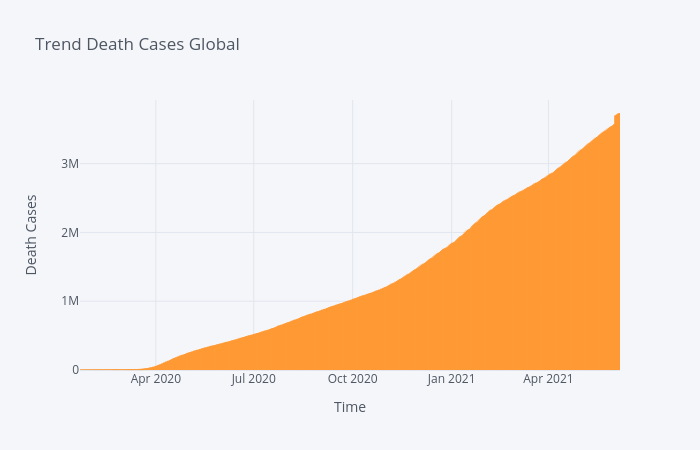 Trend Death Cases Global
3M
2M
1M
0
Death Cases
Apr 2020 Jul 2020 Oct 2020 Jan 2021 Apr 2021
Time